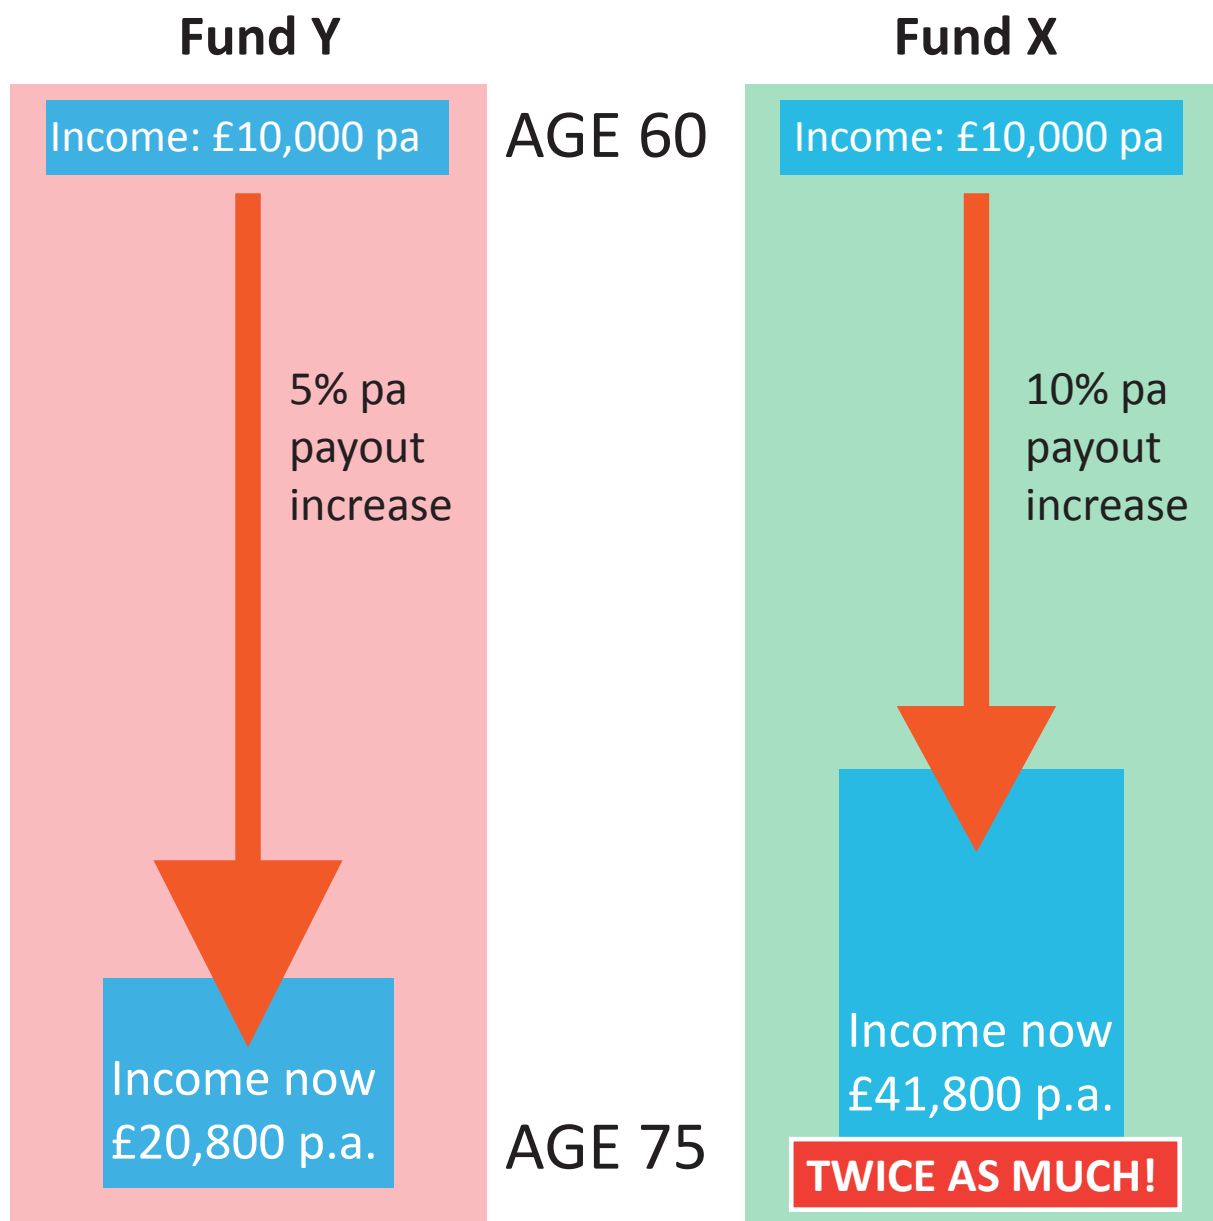 Fund Y
Fund X
Income: £10,000 pa
AGE 60
Income: £10,000 pa
5% pa
payout
increase
10% pa
payout
increase
Income now
£20,800 p.a.
AGE 75
Income now
£41,800 p.a.
TWICE AS MUCH!